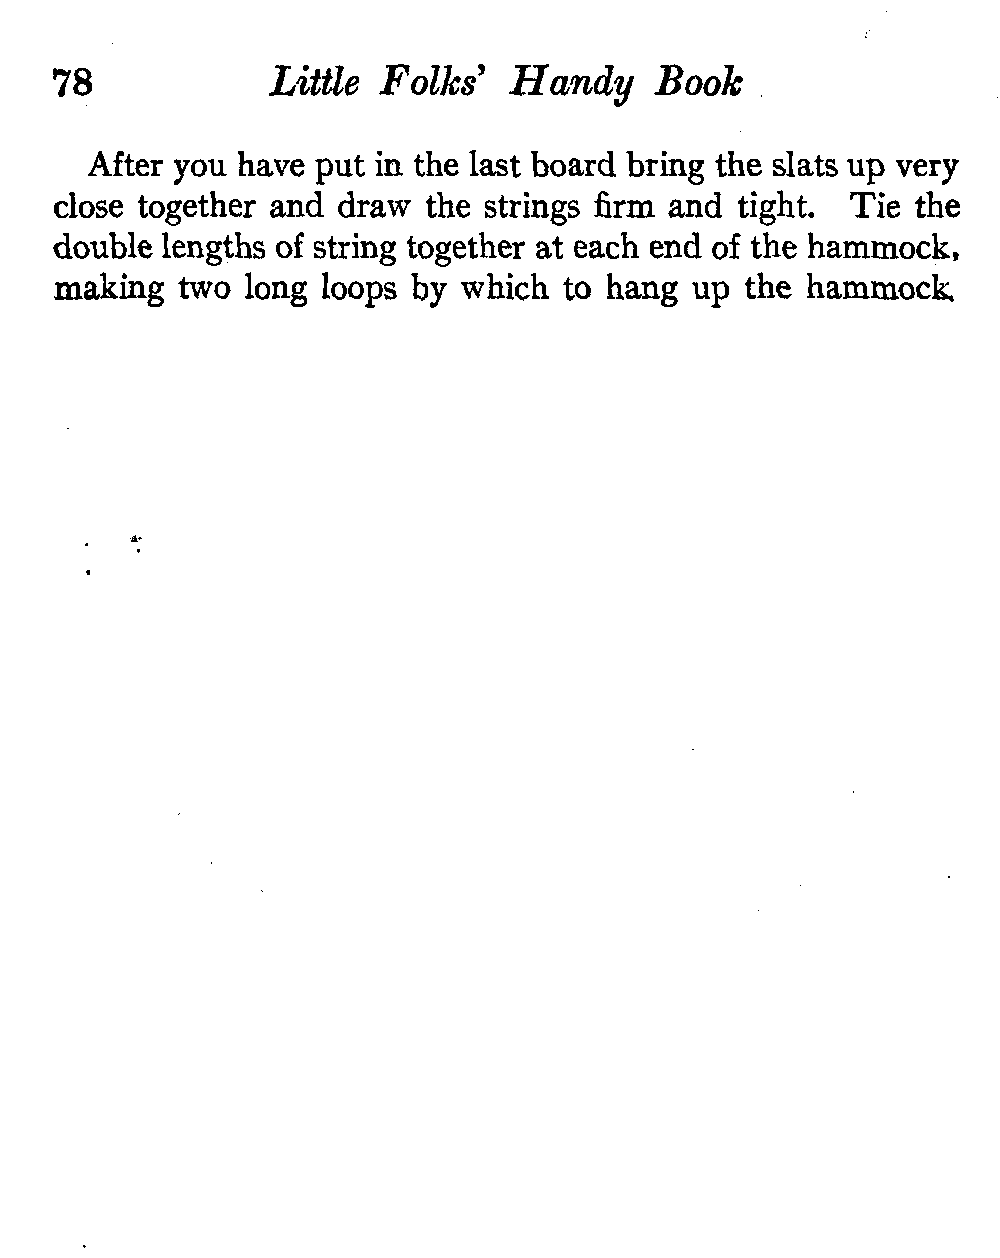 78 Little Folks' Handy Book
After you have put in the last board bring the slats up very
close together and draw the strings firm and tight. Tie the
double lengths of string together at each end of the hammock,
making two long loops by which to hang up the hammock.